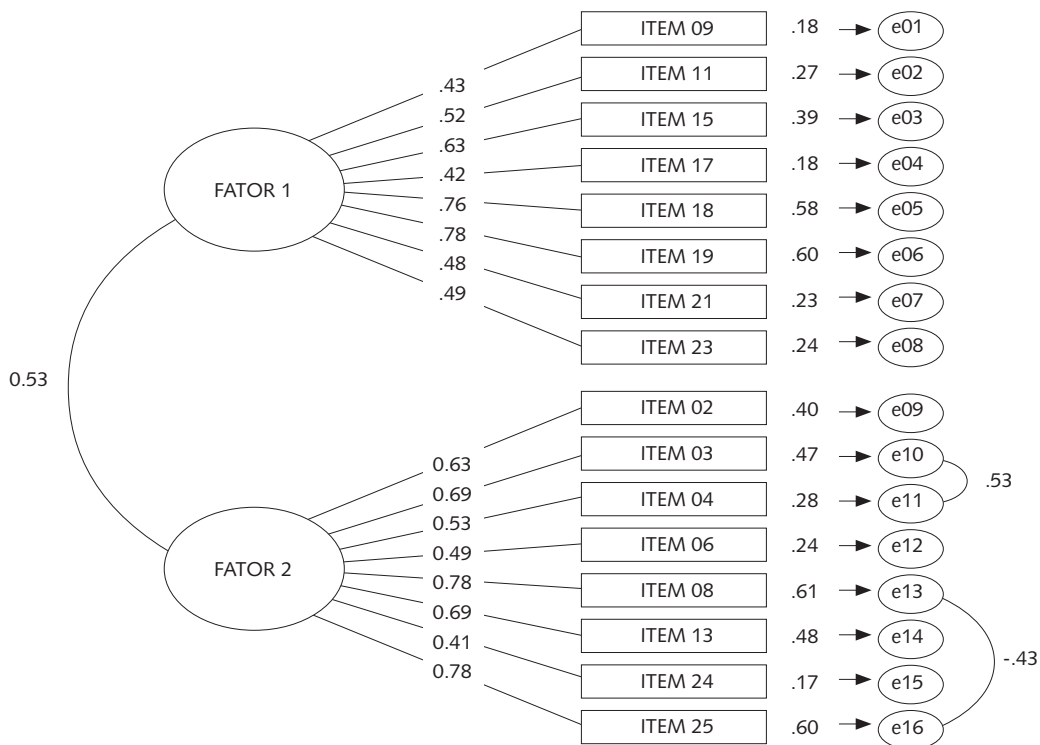 ITEM 09 .18 e01
.43 ITEM 11 .27 e02
.52 ITEM 15 .39 e03
.63 ITEM 17 .18 e04
.42
FATOR 1 .76 ITEM 18 .58 e05
.78 ITEM 19 .60 e06
.48 ITEM 21 .23 e07
.49 ITEM 23 .24 e08
0.53
ITEM 02 .40 e09
0.63 ITEM 03 .47 e10
.53
0.69 ITEM 04 .28 e11
0.53 ITEM 06 .24 e12
0.49
FATOR 2 0.78 ITEM 08 .61 e13
0.69 ITEM 13 .48 e14
0.41 -.43
0.78 ITEM 24 .17 e15
ITEM 25 .60 e16